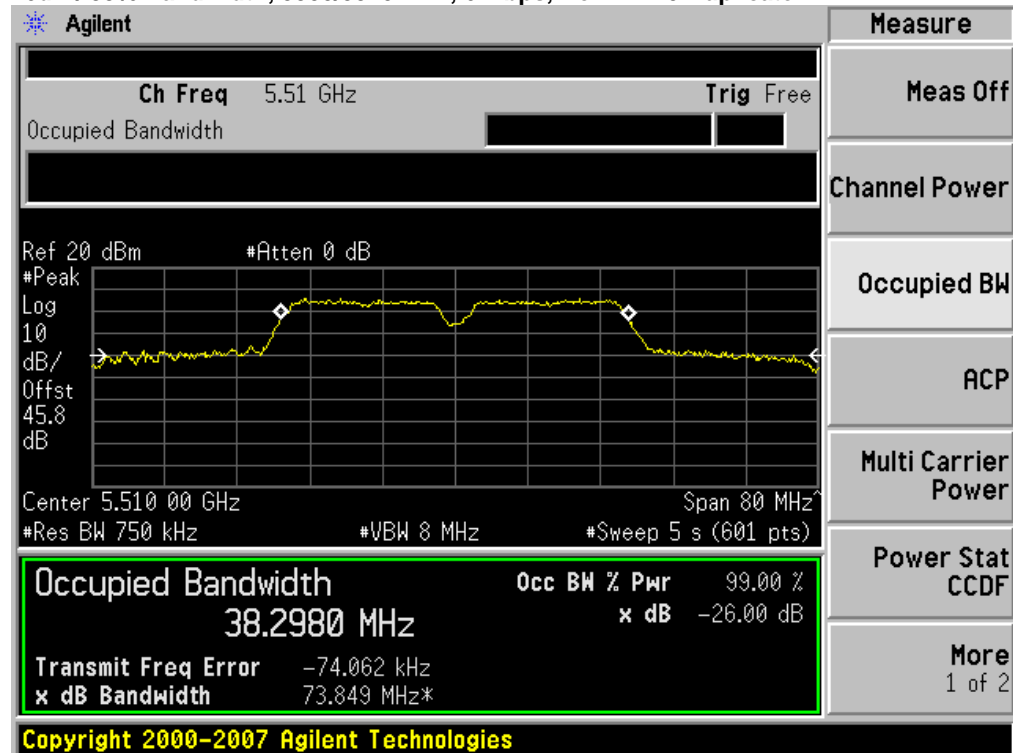 Agilent
Measure
Ch Freq 5.51 GHz Trig Free
Occupied Bandwidth
Meas Off
Channel Power
Occupied BW
ACP
Multi Carrier
Power
Power Stat
CCDF
More
1 of 2
Ref 20 dBm #Atten 0 dB
#Peak
Log
10
dB/
Offst
45.8
dB
Center 5.510 00 GHz Span 80 MHz^
#Res BW 750 kHz #VBW 8 MHz #Sweep 5 s (601 pts)
Occupied Bandwidth Occ BW % Pwr 99.00 %
38.2980 MHz x dB -26.00 dB
Transmit Freq Error -74.062 kHz
x dB Bandwidth 73.849 MHz*
Copyright 2000-2007 Agilent Technologies